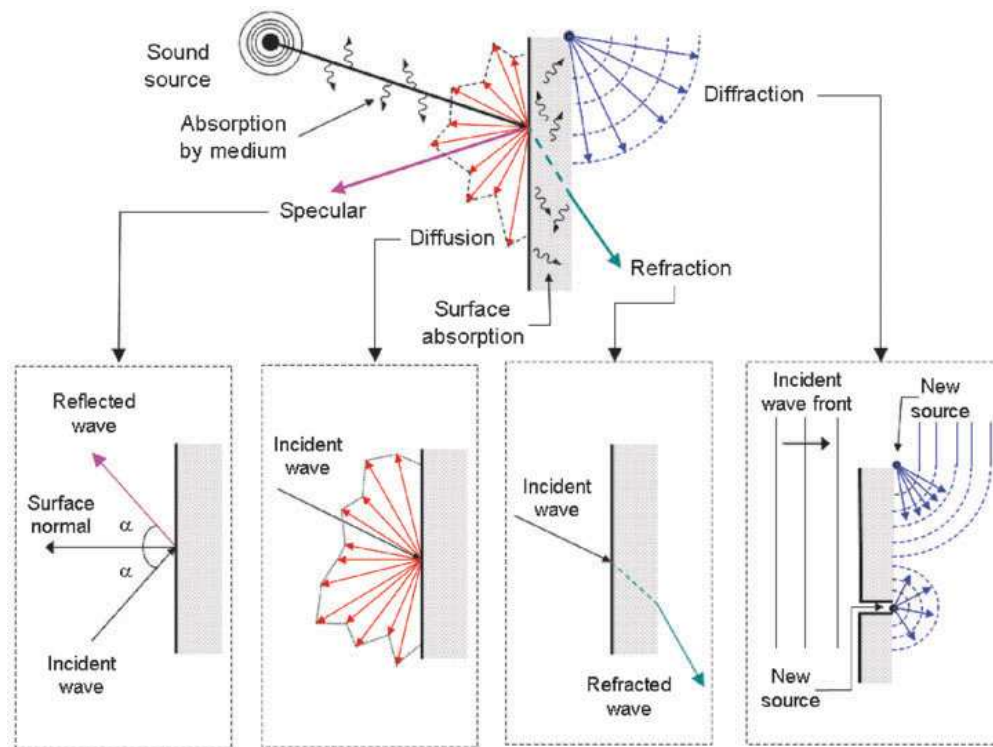 Sound
source
Absorption
by medium
Diffraction
Specular
Diffusion
Refraction
Surface
absorption
Reflected
wave
Surface
normal
α
α
Incident
wave
Incident
wave
Incident
wave
Refracted
wave
Incident
wave front
New
source
New
source